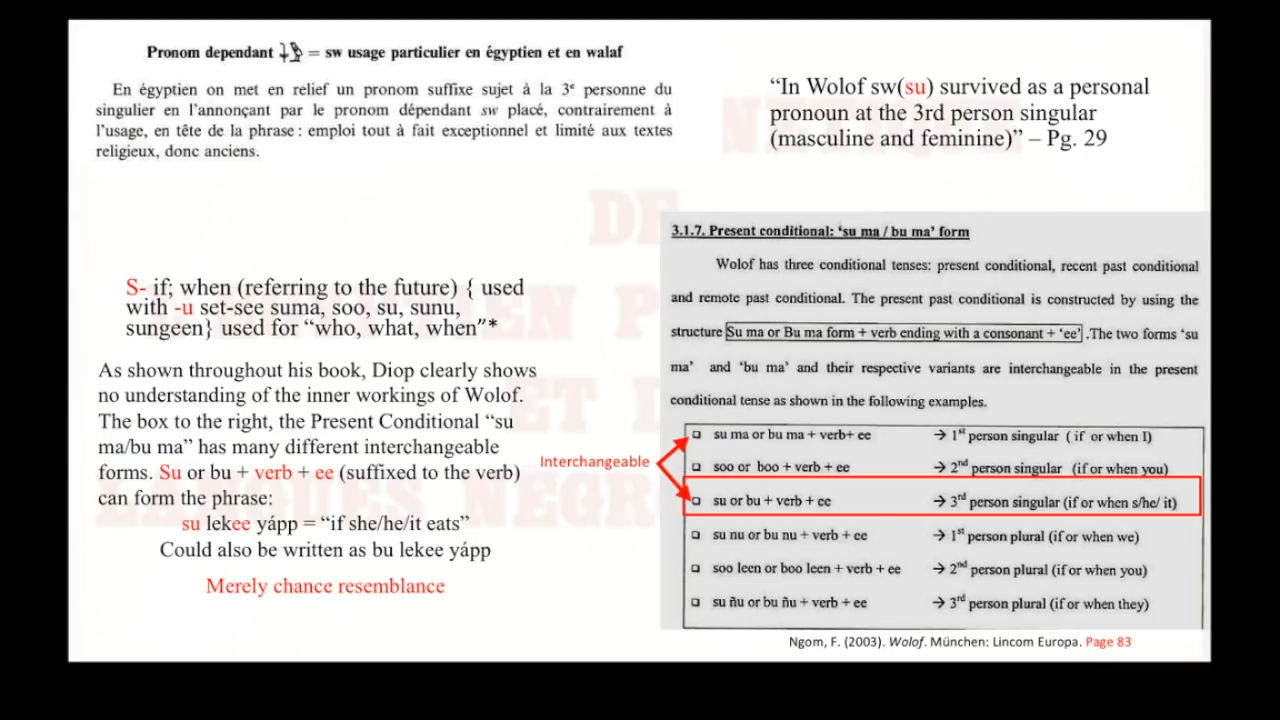 Pronom dependant = sw usage particulier en égyptien et en walaf
En égyptien on met en relief un pronom suffixe sujet à la 3e personne du
singulier en l'annonçant par le pronom dépendant sw placé, contrairement à
l'usage, en tête de la phrase : emploi tout à fait exceptionnel et limité aux textes
religieux, donc anciens.
“In Wolof sw(su) survived as a personal
pronoun at the 3rd person singular
(masculine and feminine)” – Pg. 29
S- if; when (referring to the future) { used
with -u set-see suma, soo, su, sunu,
sungeen} used for “who, what, when”*
As shown throughout his book, Diop clearly shows
no understanding of the inner workings of Wolof.
The box to the right, the Present Conditional “su
ma/bu ma” has many different interchangeable
forms. Su or bu + verb + ee (suffixed to the verb)
can form the phrase:
su lekee yápp = “if she/he/it eats”
Could also be written as bu lekee yápp
Merely chance resemblance
Interchangeable
3.1.7. Present conditional: ‘su ma / bu ma’ form
Wolof has three conditional tenses: present conditional, recent past conditional
and remote past conditional. The present past conditional is constructed by using the
structure Su ma or Bu ma form + verb ending with a consonant + ‘ee’ .The two forms ‘su
ma’ and ‘bu ma’ and their respective variants are interchangeable in the present
conditional tense as shown in the following examples.
su ma or bu ma + verb+ ee → 1st person singular ( if or when I)
soo or boo + verb + ee → 2nd person singular (if or when you)
su or bu + verb + ee → 3rd person singular (if or when s/he/ it)
su nu or bu nu + verb + ee → 1st person plural (if or when we)
soo leen or boo leen + verb + ee → 2nd person plural (if or when you)
su ñu or bu ñu + verb + ee → 3rd person plural (if or when they)
Ngom, F. (2003). Wolof. München: Lincom Europa. Page 83